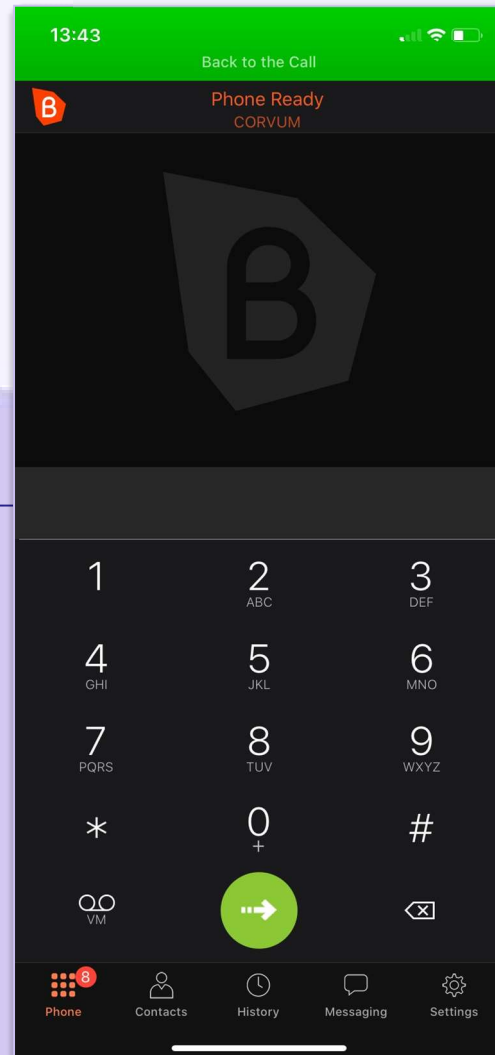 13:43
Back to the Call
Phone Ready
CORVUM
1 2 3
ABC DEF
4 5 6
GHI JKL MNO
7 8 9
PQRS TUV WXYZ
* 0 #
+
VM
8
Phone Contacts History Messaging Settings